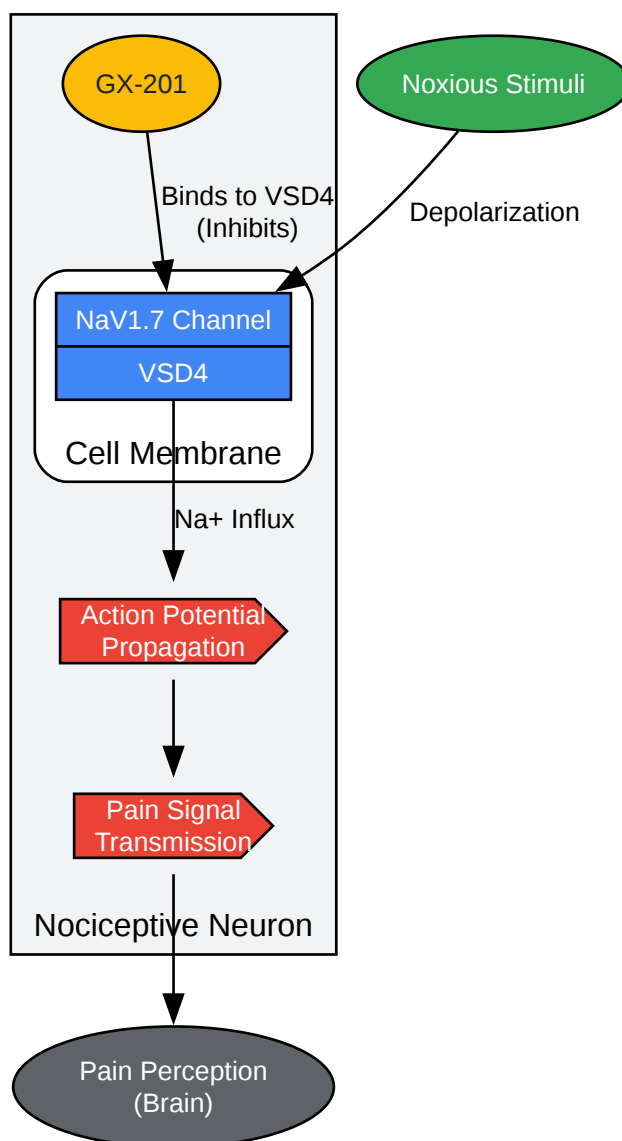 GX-201
Noxious Stimuli
Binds to VSD4
(Inhibits)
Depolarization
NaV1.7 Channel
VSD4
Cell Membrane
Na+ Influx
Action Potential
Propagation
Pain Signal
Transmission
Nociceptive Neuron
Pain Perception
(Brain)